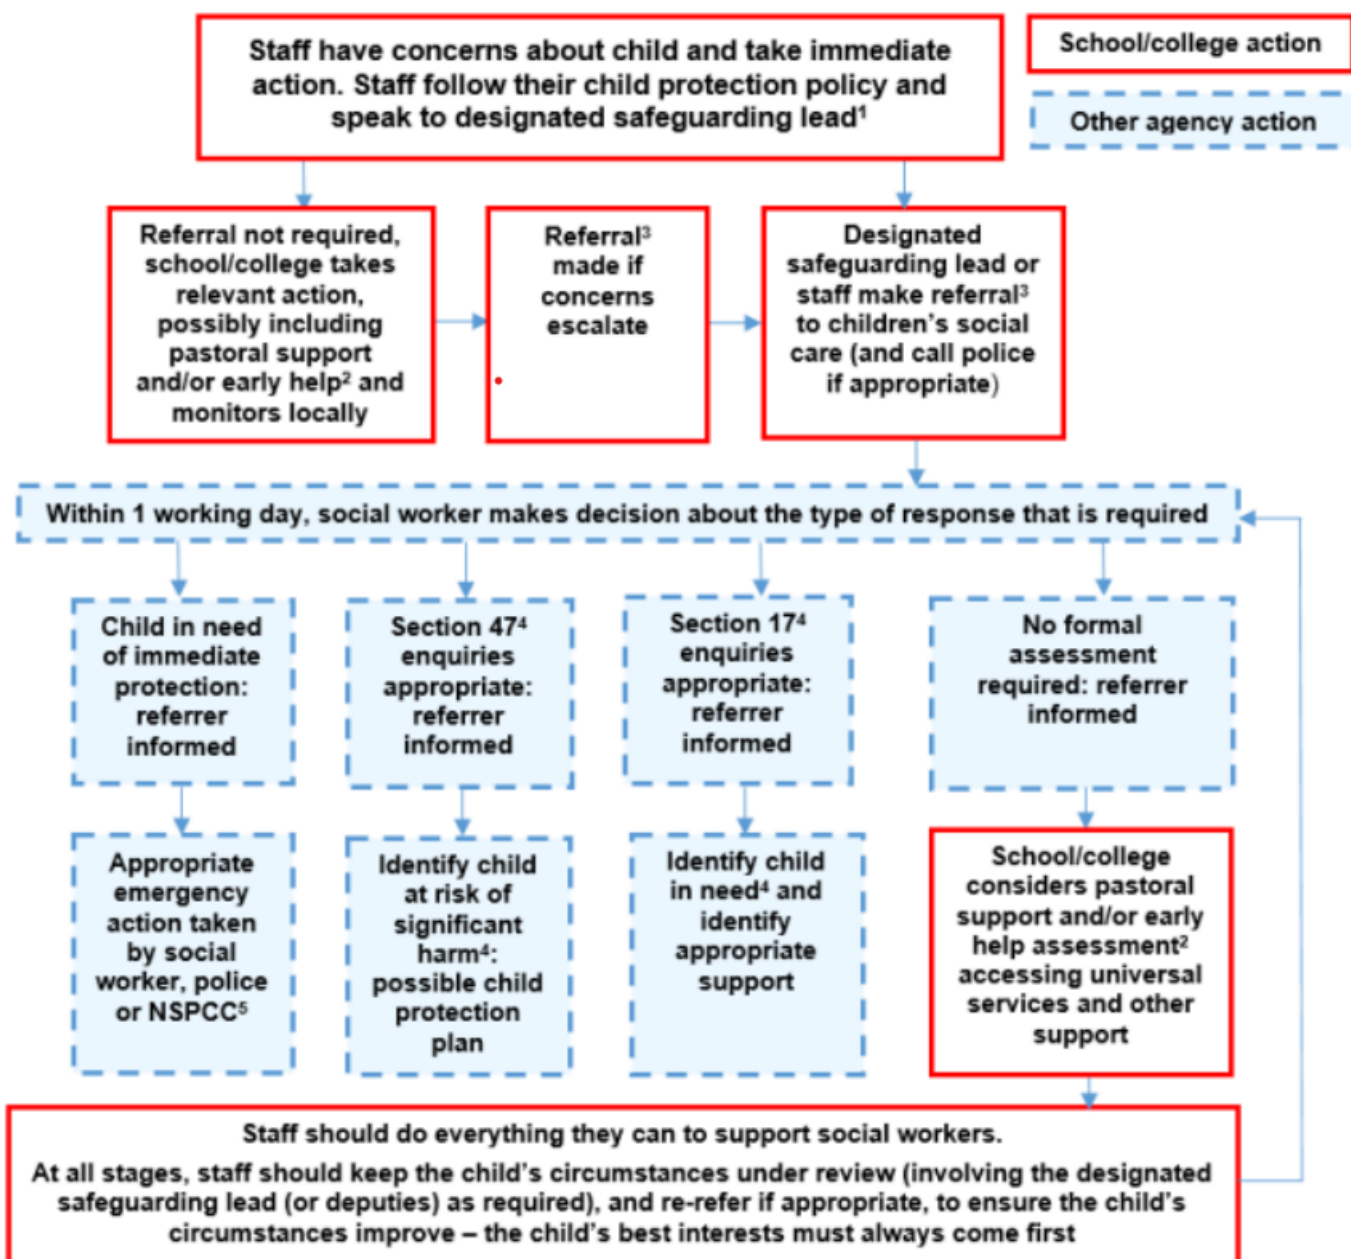 Staff have concerns about child and take immediate
action. Staff follow their child protection policy and
speak to designated safeguarding lead¹
School/college action
Other agency action
Referral not required,
school/college takes
relevant action,
possibly including
pastoral support
and/or early help² and
monitors locally
Referral³
made if
concerns
escalate
Designated
safeguarding lead or
staff make referral³
to children's social
care (and call police
if appropriate)
Within 1 working day, social worker makes decision about the type of response that is required
Child in need
of immediate
protection:
referrer
informed
Section 47⁴
enquiries
appropriate:
referrer
informed
Section 17⁴
enquiries
appropriate:
referrer
informed
No formal
assessment
required: referrer
informed
Appropriate
emergency
action taken
by social
worker, police
or NSPCC⁵
Identify child
at risk of
significant
harm⁴:
possible child
protection
plan
Identify child
in need⁴ and
identify
appropriate
support
School/college
considers pastoral
support and/or early
help assessment²
accessing universal
services and other
support
Staff should do everything they can to support social workers.
At all stages, staff should keep the child's circumstances under review (involving the designated
safeguarding lead (or deputies) as required), and re-refer if appropriate, to ensure the child's
circumstances improve – the child's best interests must always come first